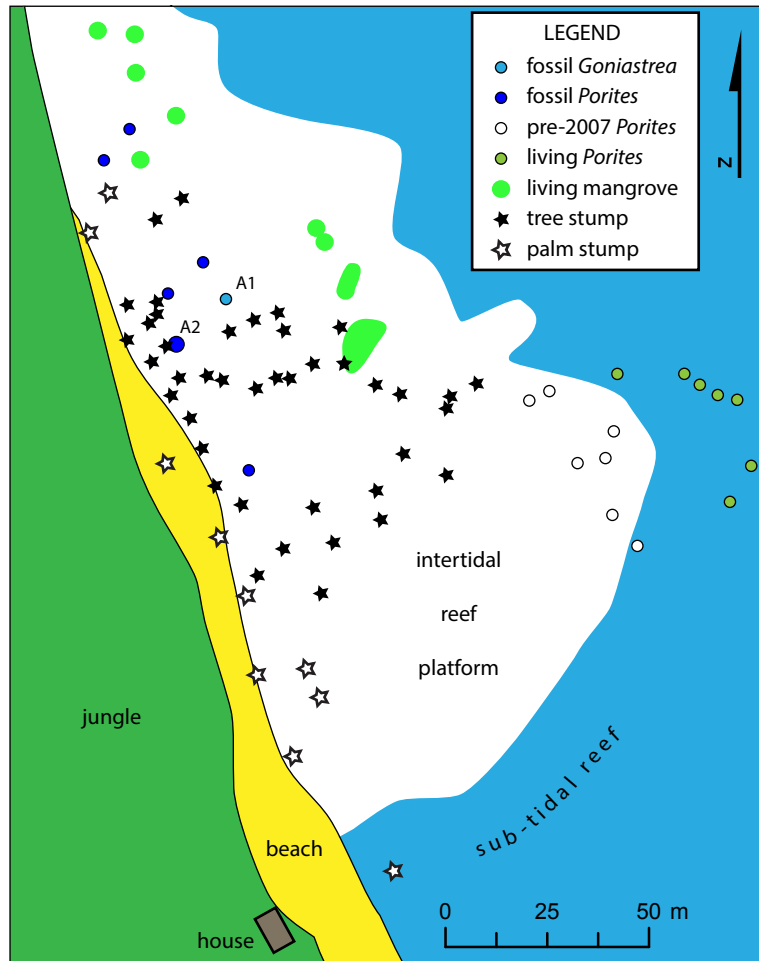 LEGEND
fossil Goniastrea
fossil Porites
pre-2007 Porites
living Porites
living mangrove
tree stump
palm stump
N
A1
A2
intertidal
reef
platform
jungle
sub-tidal reef
beach
house
0 25 50 m